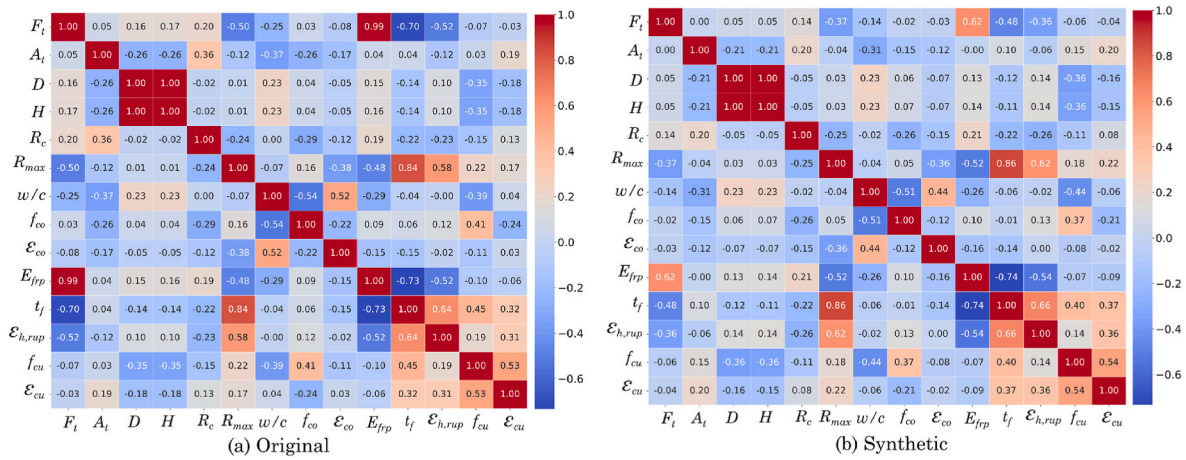 F_t 1.00 0.05 0.16 0.17 0.20 -0.50 -0.25 0.03 -0.08 0.99 -0.70 -0.52 -0.07 -0.03
A_t 0.05 1.00 -0.26 -0.26 0.36 -0.12 -0.37 -0.26 -0.17 0.04 0.04 -0.12 0.03 0.19
D 0.16 -0.26 1.00 1.00 -0.02 0.01 0.23 0.04 -0.05 0.15 -0.14 0.10 -0.35 -0.18
H 0.17 -0.26 1.00 1.00 -0.02 0.01 0.23 0.04 -0.05 0.16 -0.14 0.10 -0.35 -0.18
R_c 0.20 0.36 -0.02 -0.02 1.00 -0.24 0.00 -0.29 -0.12 0.19 -0.22 -0.23 -0.15 0.13
R_max -0.50 -0.12 0.01 0.01 -0.24 1.00 -0.07 0.16 -0.38 -0.48 0.84 0.58 0.22 0.17
w/c -0.25 -0.37 0.23 0.23 0.00 -0.07 1.00 -0.54 0.52 -0.29 -0.04 -0.00 -0.39 0.04
f_co 0.03 -0.26 0.04 0.04 -0.29 0.16 -0.54 1.00 -0.22 0.09 0.06 0.12 0.41 -0.24
ε_co -0.08 -0.17 -0.05 -0.05 -0.12 -0.38 0.52 -0.22 1.00 -0.15 -0.15 -0.02 -0.11 0.03
E_frp 0.99 0.04 0.15 0.16 0.19 -0.48 -0.29 0.09 -0.15 1.00 -0.73 -0.52 -0.10 -0.06
t_f -0.70 0.04 -0.14 -0.14 -0.22 0.84 -0.04 0.06 -0.15 -0.73 1.00 0.64 0.45 0.32
ε_h,rup -0.52 -0.12 0.10 0.10 -0.23 0.58 -0.00 0.12 -0.02 -0.52 0.64 1.00 0.19 0.31
f_cu -0.07 0.03 -0.35 -0.35 -0.15 0.22 -0.39 0.41 -0.11 -0.10 0.45 0.19 1.00 0.53
ε_cu -0.03 0.19 -0.18 -0.18 0.13 0.17 0.04 -0.24 0.03 -0.06 0.32 0.31 0.53 1.00
F_t A_t D H R_c R_max w/c f_co ε_co E_frp t_f ε_h,rup f_cu ε_cu
1.0
0.8
0.6
0.4
0.2
0.0
-0.2
-0.4
-0.6
(a) Original
F_t 1.00 0.00 0.05 0.05 0.14 -0.37 -0.14 -0.02 -0.03 0.62 -0.48 -0.36 -0.06 -0.04
A_t 0.00 1.00 -0.21 -0.21 0.20 -0.04 -0.31 -0.15 -0.12 -0.00 0.10 -0.06 0.15 0.20
D 0.05 -0.21 1.00 1.00 -0.05 0.03 0.23 0.06 -0.07 0.13 -0.12 0.14 -0.36 -0.16
H 0.05 -0.21 1.00 1.00 -0.05 0.03 0.23 0.07 -0.07 0.14 -0.11 0.14 -0.36 -0.15
R_c 0.14 0.20 -0.05 -0.05 1.00 -0.25 -0.02 -0.26 -0.15 0.21 -0.22 -0.26 -0.11 0.08
R_max -0.37 -0.04 0.03 0.03 -0.25 1.00 -0.04 0.05 -0.36 -0.52 0.86 0.62 0.18 0.22
w/c -0.14 -0.31 0.23 0.23 -0.02 -0.04 1.00 -0.51 0.44 -0.26 -0.06 -0.02 -0.44 -0.06
f_co -0.02 -0.15 0.06 0.07 -0.26 0.05 -0.51 1.00 -0.12 0.10 -0.01 0.13 0.37 -0.21
ε_co -0.03 -0.12 -0.07 -0.07 -0.15 -0.36 0.44 -0.12 1.00 -0.16 -0.14 0.00 -0.08 -0.02
E_frp 0.62 -0.00 0.13 0.14 0.21 -0.52 -0.26 0.10 -0.16 1.00 -0.74 -0.54 -0.07 -0.09
t_f -0.48 0.10 -0.12 -0.11 -0.22 0.86 -0.06 -0.01 -0.14 -0.74 1.00 0.66 0.40 0.37
ε_h,rup -0.36 -0.06 0.14 0.14 -0.26 0.62 -0.02 0.13 0.00 -0.54 0.66 1.00 0.14 0.36
f_cu -0.06 0.15 -0.36 -0.36 -0.11 0.18 -0.44 0.37 -0.08 -0.07 0.40 0.14 1.00 0.54
ε_cu -0.04 0.20 -0.16 -0.15 0.08 0.22 -0.06 -0.21 -0.02 -0.09 0.37 0.36 0.54 1.00
F_t A_t D H R_c R_max w/c f_co ε_co E_frp t_f ε_h,rup f_cu ε_cu
1.0
0.8
0.6
0.4
0.2
0.0
-0.2
-0.4
-0.6
(b) Synthetic